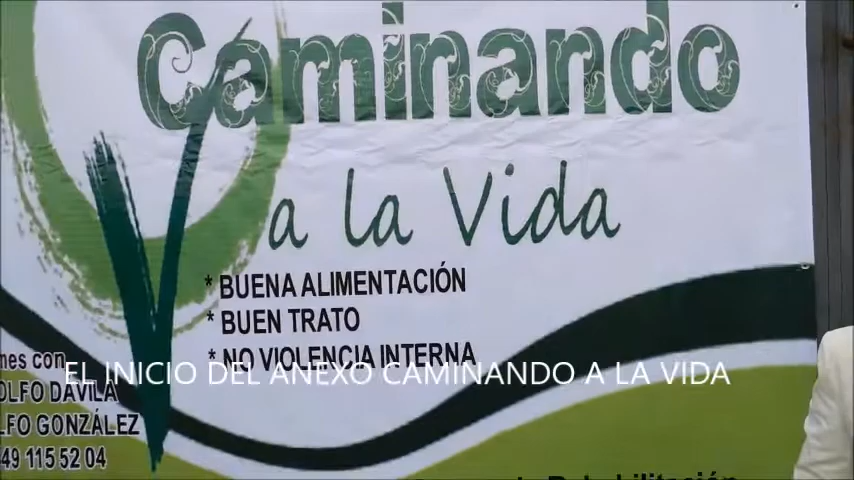 Caminando
a la Vida
* BUENA ALIMENTACIÓN
* BUEN TRATO
* NO VIOLENCIA INTERNA
mes con
OLFO DAVILA
LFO GONZÁLEZ
49 115 52 04
EL INICIO DEL ANEXO CAMINANDO A LA VIDA